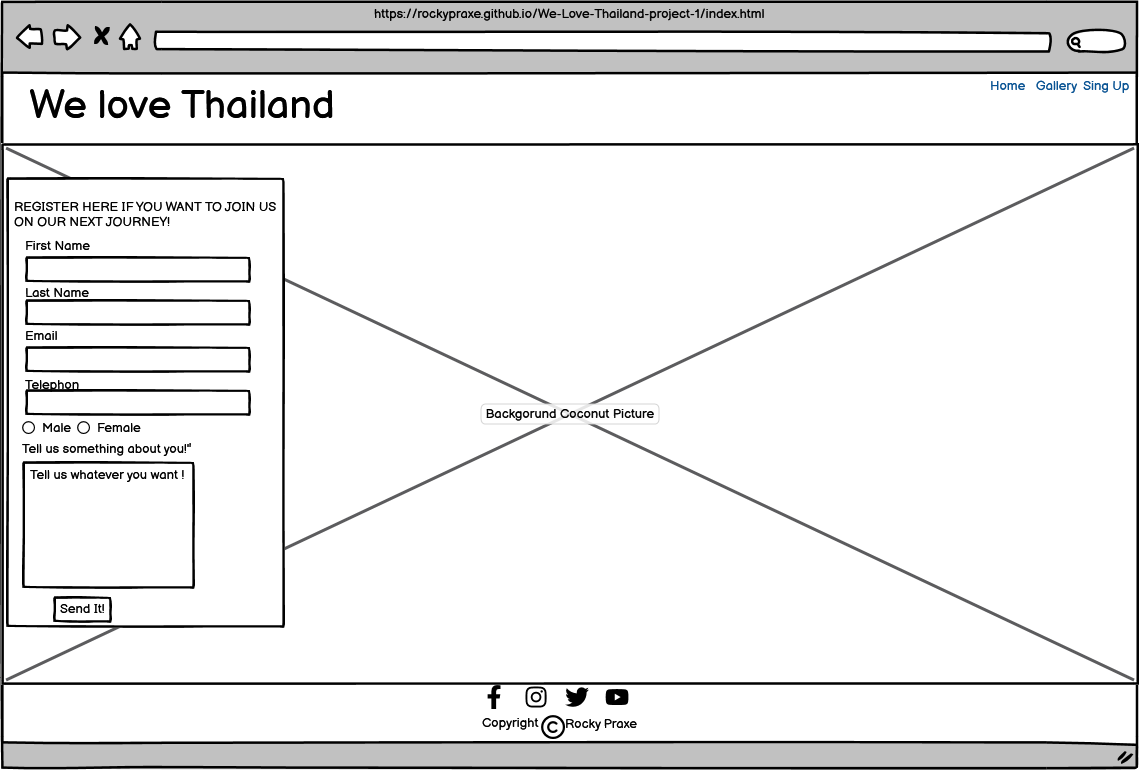 https://rockypraxe.github.io/We-Love-Thailand-project-1/index.html
We love Thailand
Home Gallery Sing Up
REGISTER HERE IF YOU WANT TO JOIN US
ON OUR NEXT JOURNEY!
First Name
Last Name
Email
Telephon
Male Female
Tell us something about you!"
Tell us whatever you want !
Send It!
Backgorund Coconut Picture
Copyright © Rocky Praxe